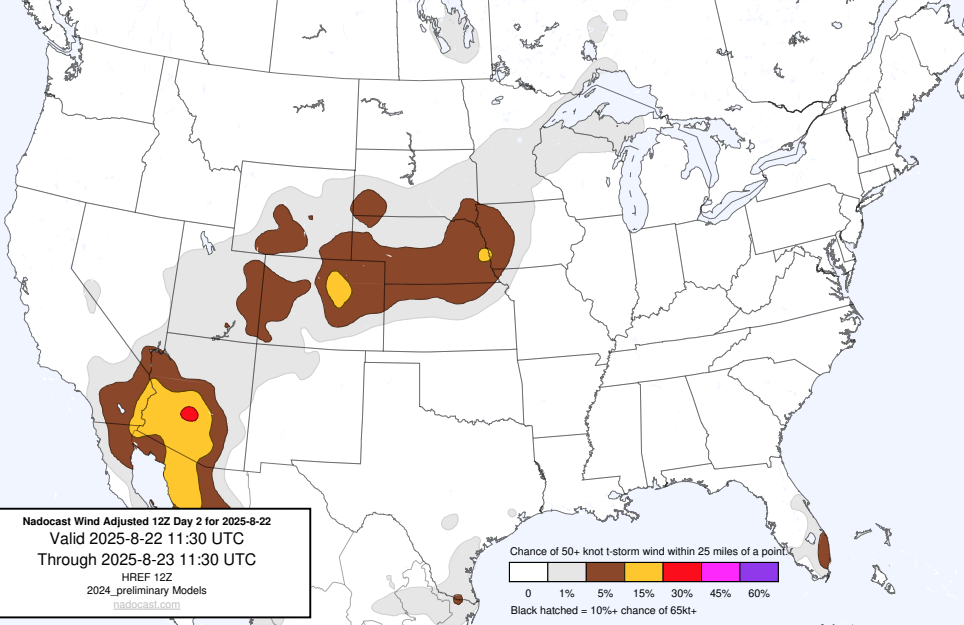 Nadocast Wind Adjusted 12Z Day 2 for 2025-8-22
Valid 2025-8-22 11:30 UTC
Through 2025-8-23 11:30 UTC
HREF 12Z
2024_preliminary Models
nadocast.com
Chance of 50+ knot t-storm wind within 25 miles of a point.
0 1% 5% 15% 30% 45% 60%
Black hatched = 10%+ chance of 65kt+